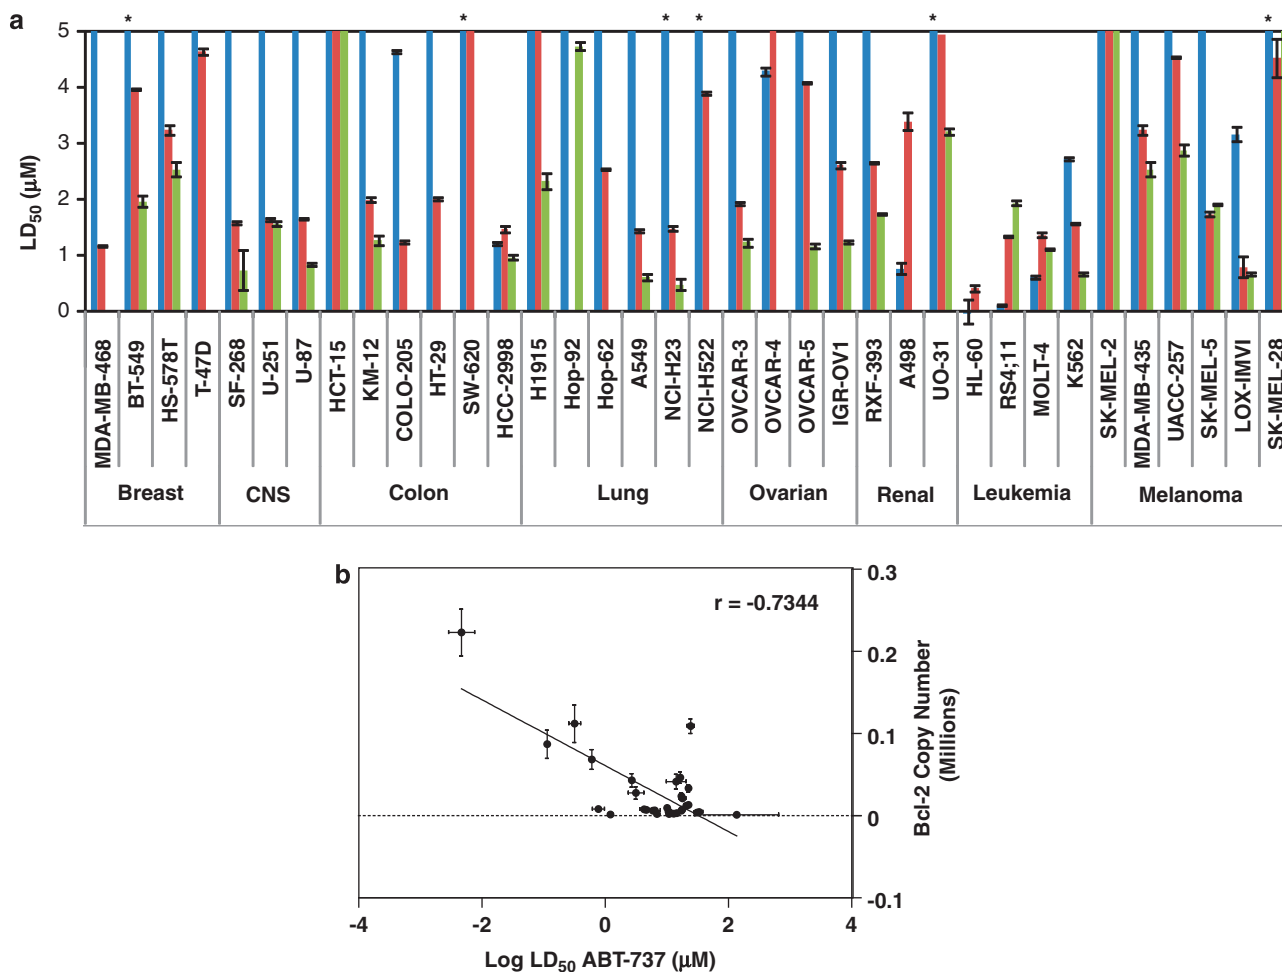 a
* * * * * *
LD50 (μM)
5
4
3
2
1
0
MDA-MB-468
BT-549
HS-578T
T-47D
SF-268
U-251
U-87
HCT-15
KM-12
COLO-205
HT-29
SW-620
HCC-2998
H1915
Hop-92
Hop-62
A549
NCI-H23
NCI-H522
OVCAR-3
OVCAR-4
OVCAR-5
IGR-OV1
RXF-393
A498
UO-31
HL-60
RS4;11
MOLT-4
K562
SK-MEL-2
MDA-MB-435
UACC-257
SK-MEL-5
LOX-IMVI
SK-MEL-28
Breast
CNS
Colon
Lung
Ovarian
Renal
Leukemia
Melanoma
b
r = -0.7344
0.3
0.2
0.1
0
-0.1
Bcl-2 Copy Number
(Millions)
-4
-2
0
2
4
Log LD50 ABT-737 (μM)